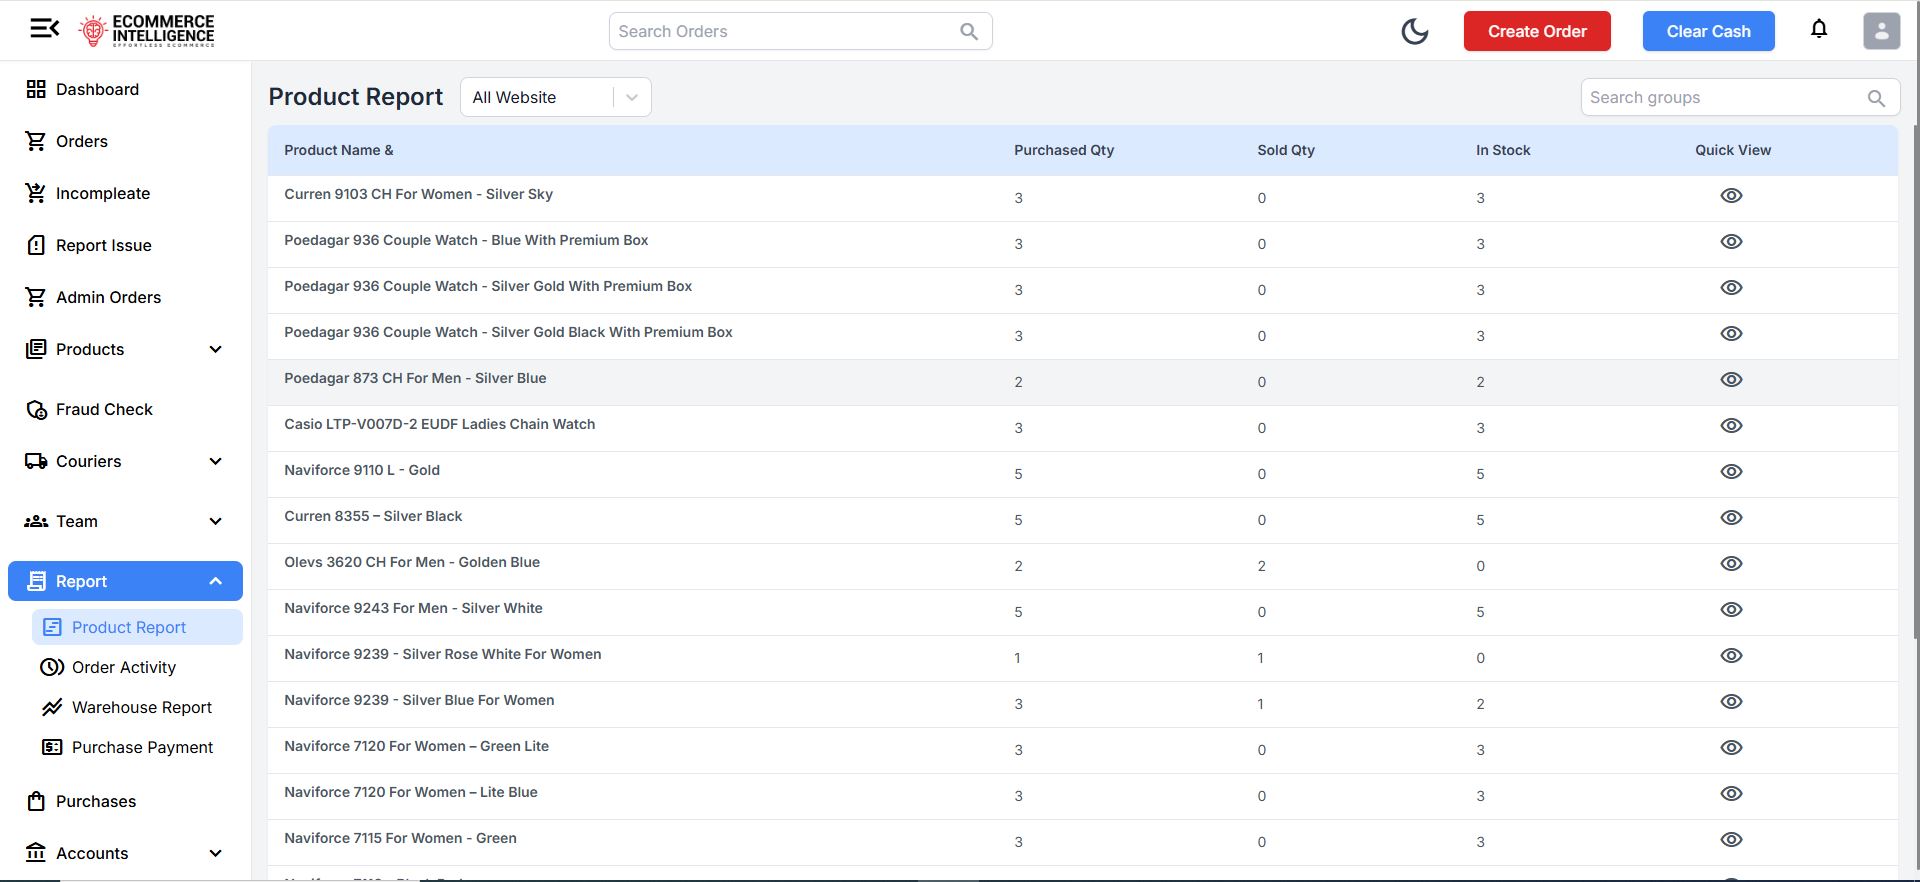 ECOMMERCE
INTELLIGENCE
EFFORTLESS ECOMMERCE
Search Orders
Create Order
Clear Cash
Dashboard
Orders
Incompleate
Report Issue
Admin Orders
Products
Fraud Check
Couriers
Team
Report
Product Report
Order Activity
Warehouse Report
Purchase Payment
Purchases
Accounts
Product Report All Website Search groups
Product Name & Purchased Qty Sold Qty In Stock Quick View
Curren 9103 CH For Women - Silver Sky 3 0 3
Poedagar 936 Couple Watch - Blue With Premium Box 3 0 3
Poedagar 936 Couple Watch - Silver Gold With Premium Box 3 0 3
Poedagar 936 Couple Watch - Silver Gold Black With Premium Box 3 0 3
Poedagar 873 CH For Men - Silver Blue 2 0 2
Casio LTP-V007D-2 EUDF Ladies Chain Watch 3 0 3
Naviforce 9110 L - Gold 5 0 5
Curren 8355 – Silver Black 5 0 5
Olevs 3620 CH For Men - Golden Blue 2 2 0
Naviforce 9243 For Men - Silver White 5 0 5
Naviforce 9239 - Silver Rose White For Women 1 1 0
Naviforce 9239 - Silver Blue For Women 3 1 2
Naviforce 7120 For Women – Green Lite 3 0 3
Naviforce 7120 For Women – Lite Blue 3 0 3
Naviforce 7115 For Women - Green 3 0 3